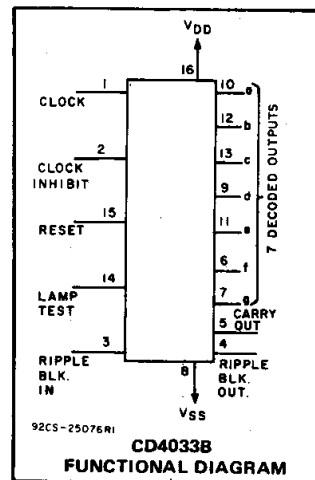 VDD
16
1
CLOCK
10 a
12 b
2
CLOCK
INHIBIT
13 c
9 d
15
RESET
11 e
6 f
14
LAMP
TEST
7 g
7 DECODED OUTPUTS
CARRY
OUT
5
3
RIPPLE
BLK.
IN
4
RIPPLE
BLK.
OUT.
8
VSS
92CS-25076R1
CD4033B
FUNCTIONAL DIAGRAM